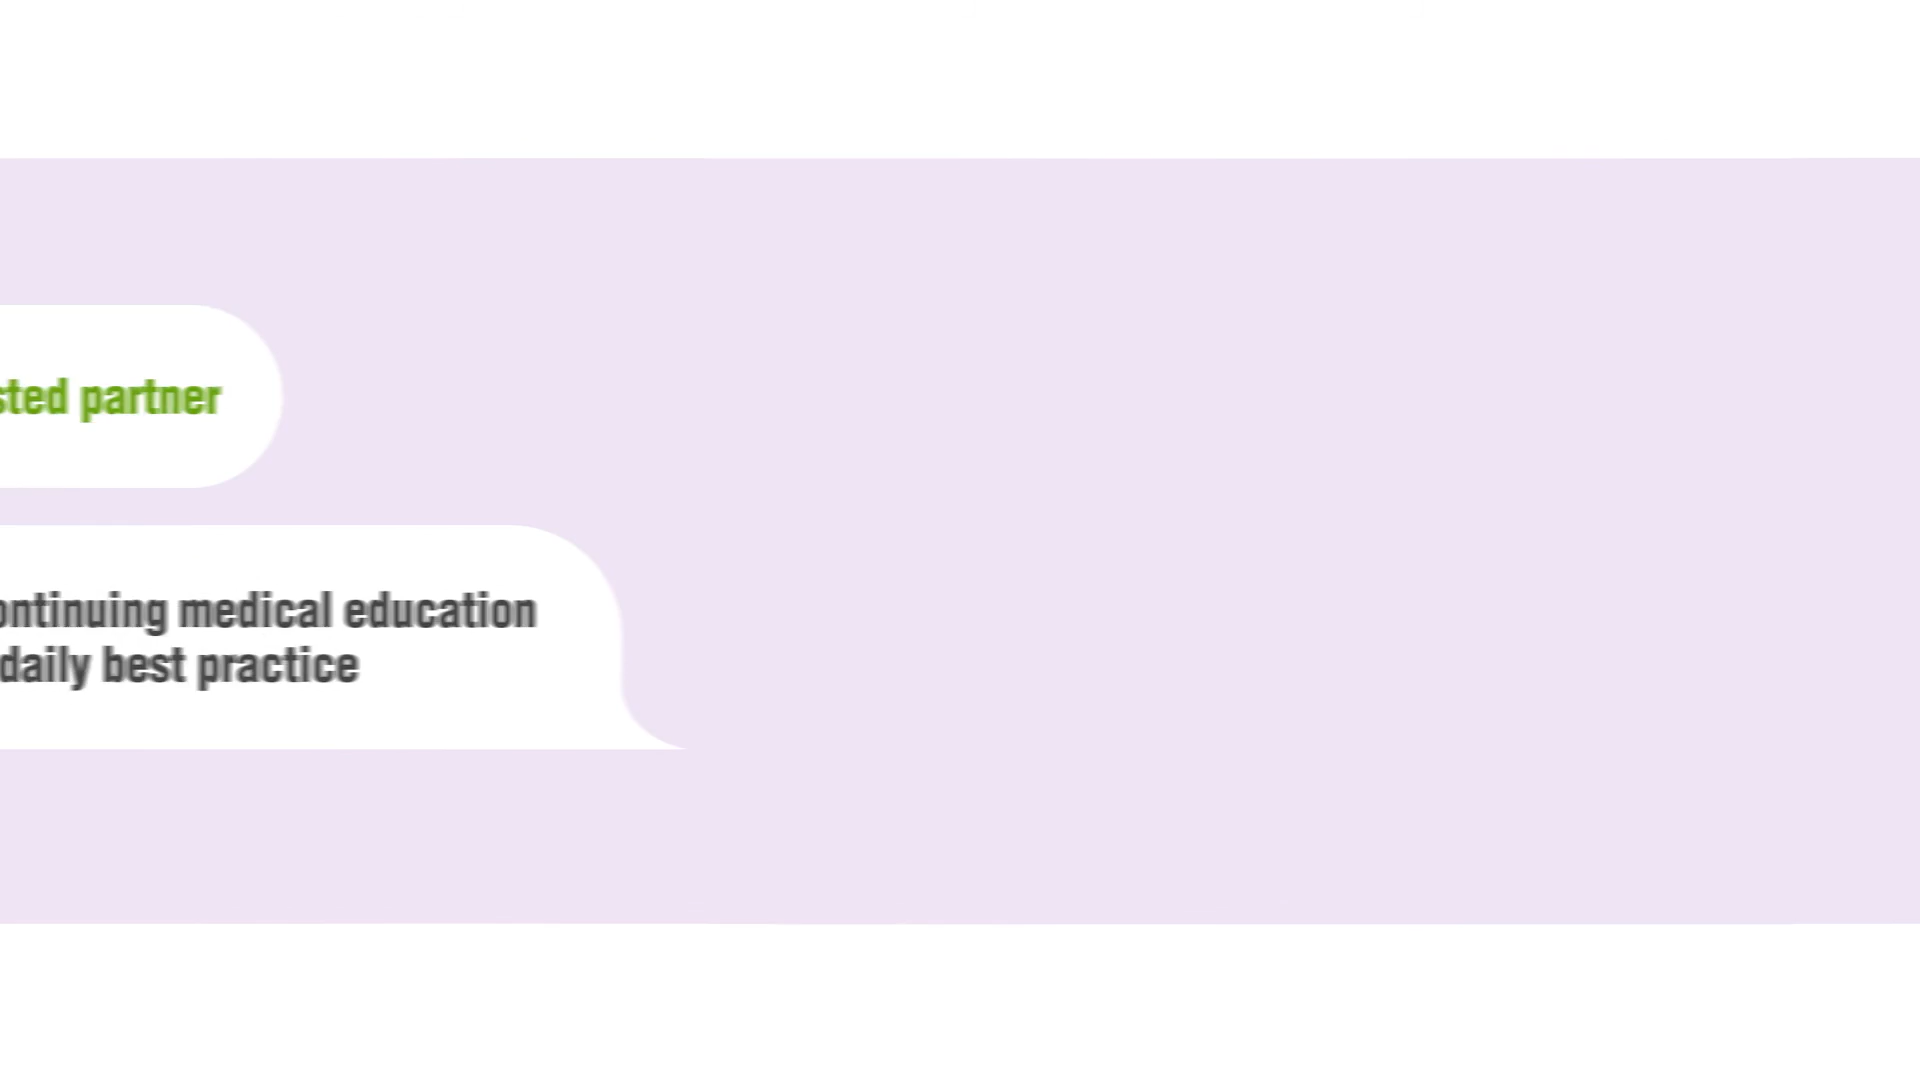 sted partner
ontinuing medical education
daily best practice